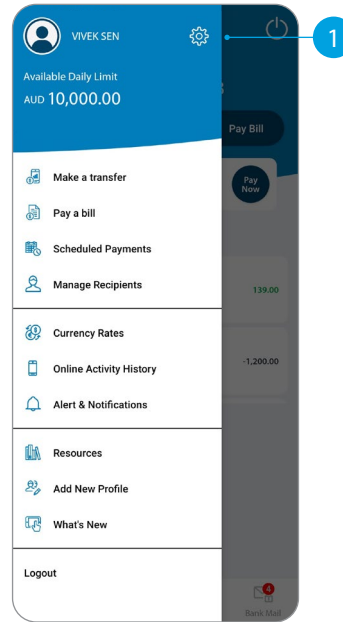 VIVEK SEN
1
Available Daily Limit
AUD 10,000.00
Pay Bill
Make a transfer
Pay
Now
Pay a bill
Scheduled Payments
Manage Recipients
139.00
Currency Rates
Online Activity History
-1,200.00
Alert & Notifications
Resources
Add New Profile
What's New
Logout
4
Bank Mail